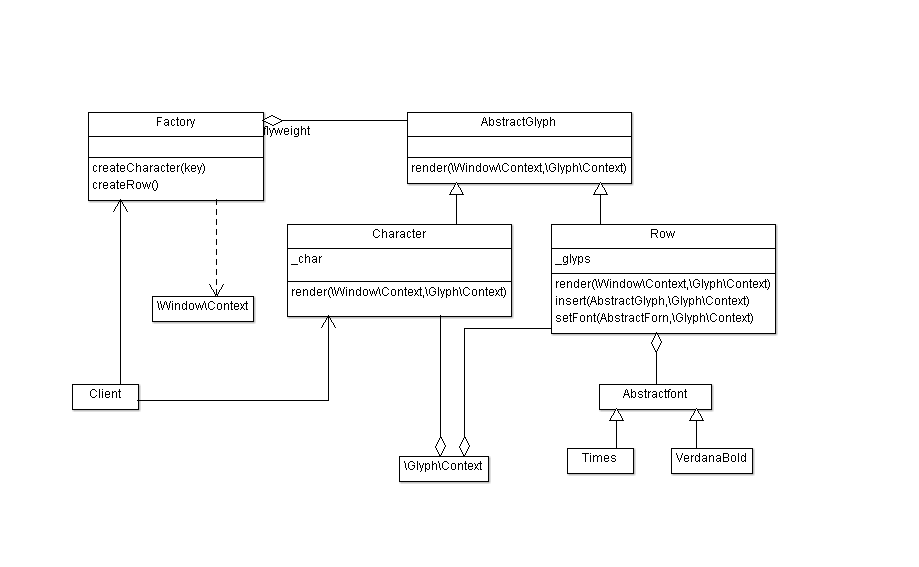 Factory
createCharacter(key)
createRow()
flyweight
AbstractGlyph
render(\Window\Context,\Glyph\Context)
Character
_char
render(\Window\Context,\Glyph\Context)
Row
_glyps
render(\Window\Context,\Glyph\Context)
insert(AbstractGlyph,\Glyph\Context)
setFont(AbstractForn,\Glyph\Context)
\Window\Context
Client
Abstractfont
\Glyph\Context
Times
VerdanaBold